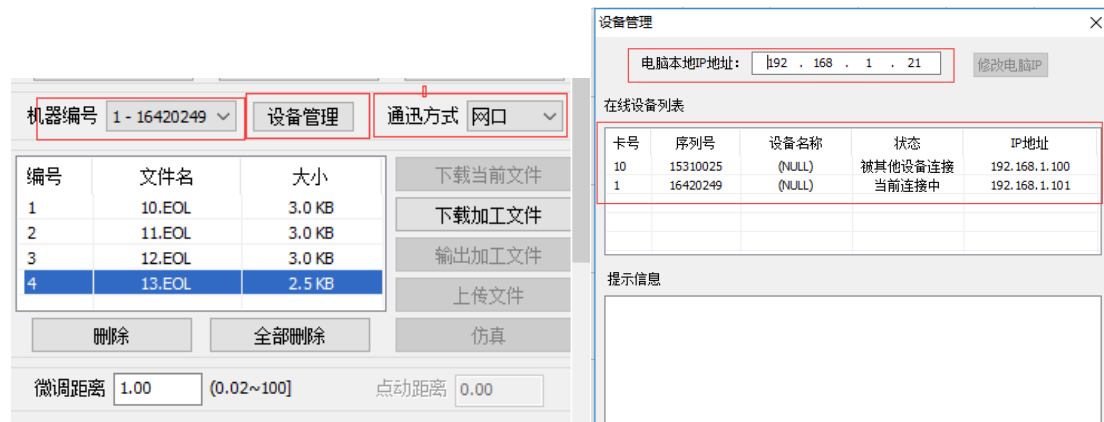 机器编号 1 - 16420249 设备管理 通迅方式 网口
编号 文件名 大小
1 10.EOL 3.0 KB
2 11.EOL 3.0 KB
3 12.EOL 3.0 KB
4 13.EOL 2.5 KB
下载当前文件
下载加工文件
输出加工文件
上传文件
删除 全部删除 仿真
微调距离 1.00 (0.02~100] 点动距离 0.00
设备管理
电脑本地IP地址: 192 . 168 . 1 . 21 修改电脑IP
在线设备列表
卡号 序列号 设备名称 状态 IP地址
10 15310025 (NULL) 被其他设备连接 192.168.1.100
1 16420249 (NULL) 当前连接中 192.168.1.101
提示信息